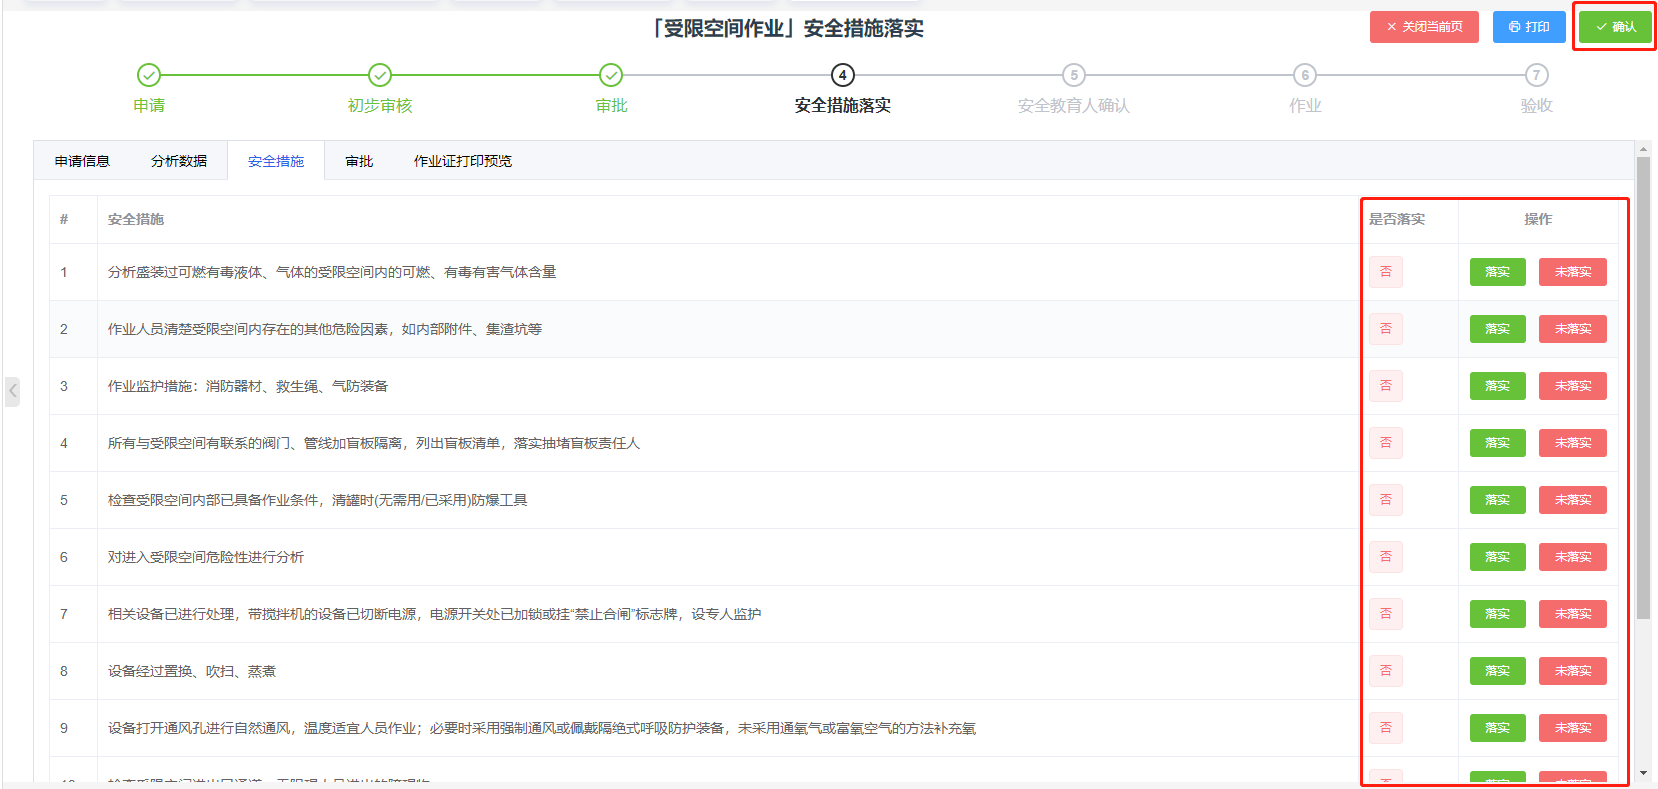 「受限空间作业」安全措施落实
× 关闭当前页
打印
✓ 确认
4
5
6
7
申请
初步审核
审批
安全措施落实
安全教育人确认
作业
验收
申请信息
分析数据
安全措施
审批
作业证打印预览
# 安全措施 是否落实 操作
1 分析盛装过可燃有毒液体、气体的受限空间内的可燃、有毒有害气体含量 否 落实 未落实
2 作业人员清楚受限空间内存在的其他危险因素，如内部附件、集渣坑等 否 落实 未落实
3 作业监护措施：消防器材、救生绳、气防装备 否 落实 未落实
4 所有与受限空间有联系的阀门、管线加盲板隔离，列出盲板清单，落实抽堵盲板责任人 否 落实 未落实
5 检查受限空间内部已具备作业条件，清罐时(无需用/已采用)防爆工具 否 落实 未落实
6 对进入受限空间危险性进行分析 否 落实 未落实
7 相关设备已进行处理，带搅拌机的设备已切断电源，电源开关处已加锁或挂“禁止合闸”标志牌，设专人监护 否 落实 未落实
8 设备经过置换、吹扫、蒸煮 否 落实 未落实
9 设备打开通风孔进行自然通风，温度适宜人员作业；必要时采用强制通风或佩戴隔绝式呼吸防护装备，未采用通氧气或富氧空气的方法补充氧 否 落实 未落实